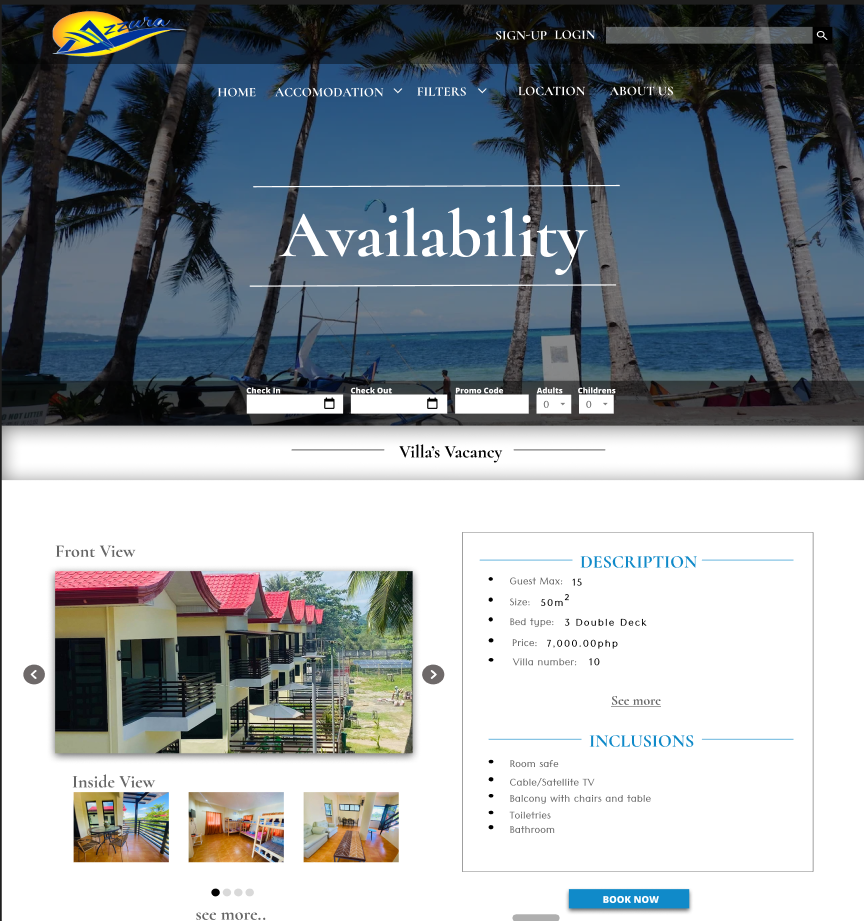 Azzura
SIGN-UP LOGIN
HOME ACCOMODATION FILTERS LOCATION ABOUT US
Availability
Check In Check Out Promo Code Adults Childrens
0 0
NOT LITTER
Villa's Vacancy
Front View
DESCRIPTION
Guest Max: 15
Size: 50m²
Bed type: 3 Double Deck
Price: 7,000.00php
Villa number: 10
See more
INCLUSIONS
Room safe
Cable/Satellite TV
Balcony with chairs and table
Toiletries
Bathroom
Inside View
see more..
BOOK NOW